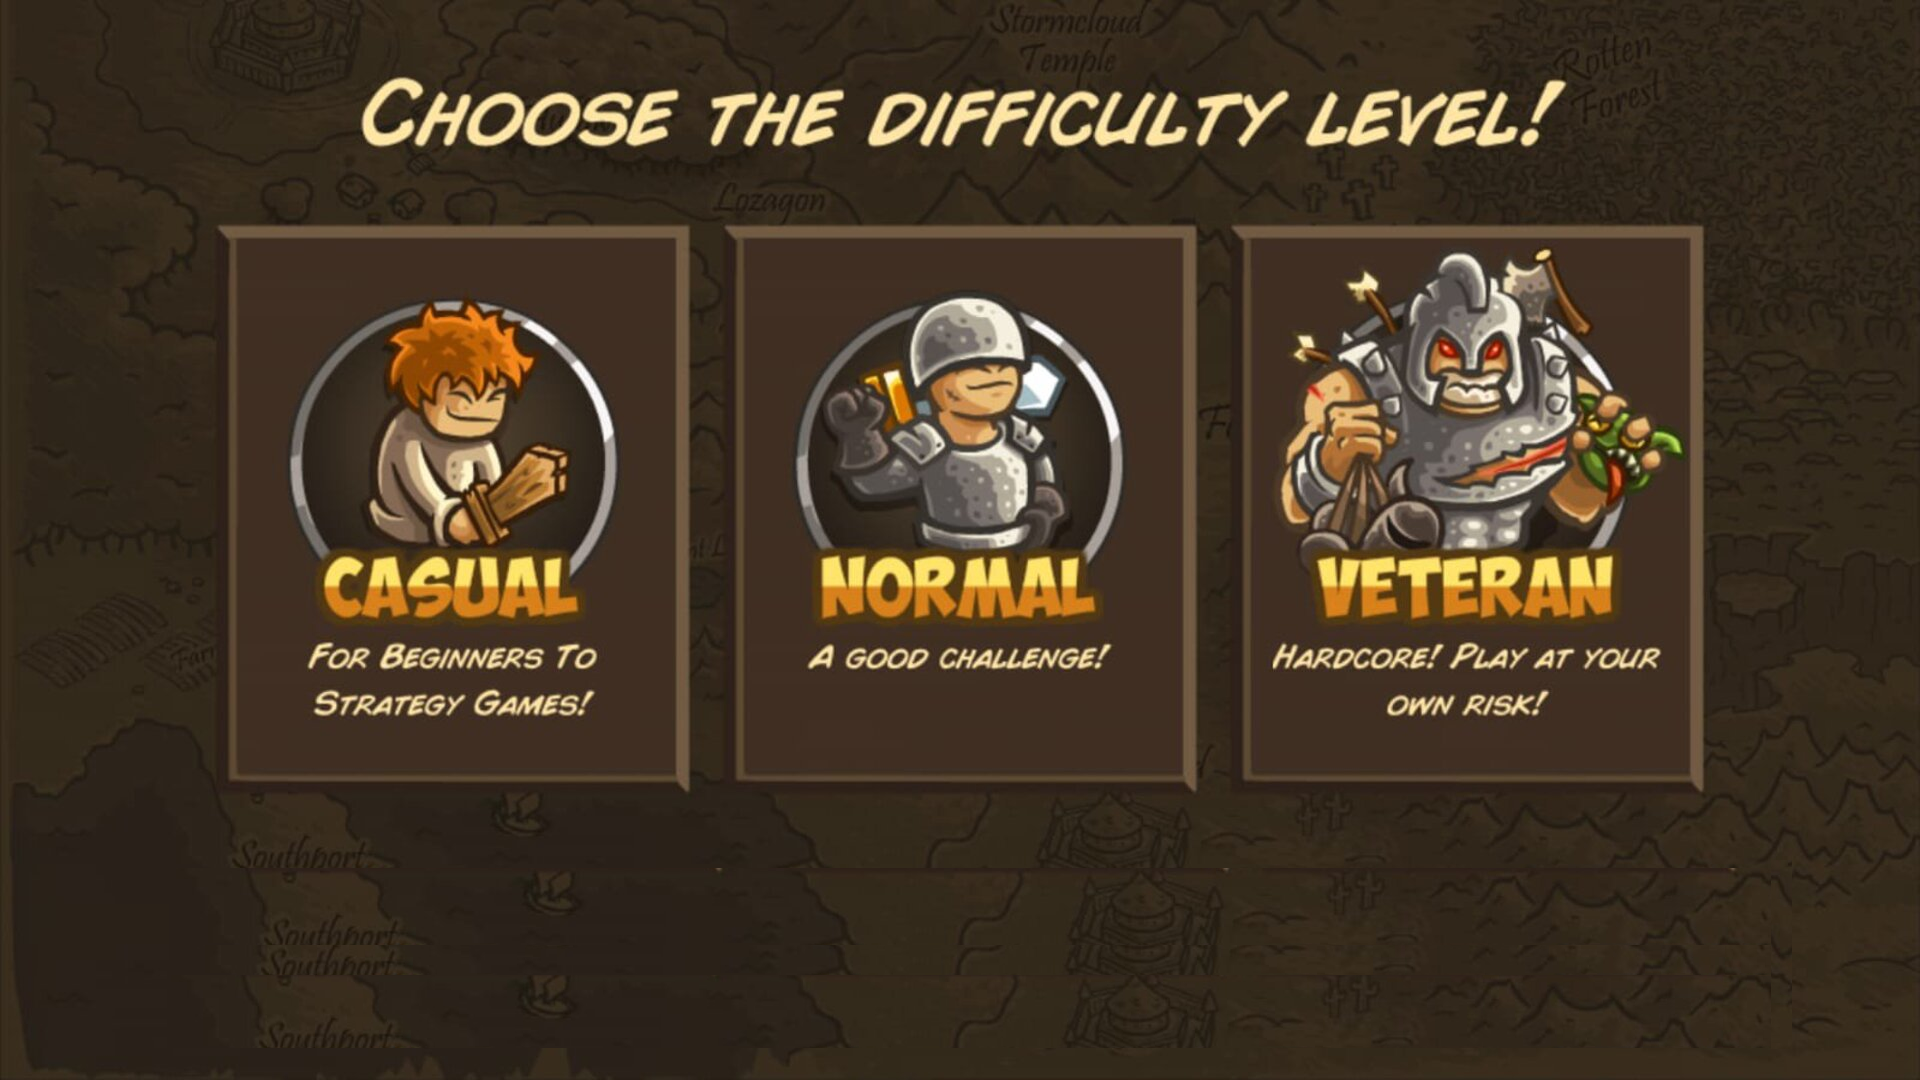 Stormcloud
Temple
Rotten
Forest
CHOOSE THE DIFFICULTY LEVEL!
Lozagon
CASUAL
FOR BEGINNERS TO
STRATEGY GAMES!
NORMAL
A GOOD CHALLENGE!
VETERAN
HARDCORE! PLAY AT YOUR
OWN RISK!
Southport
Southport
Southport
Southport